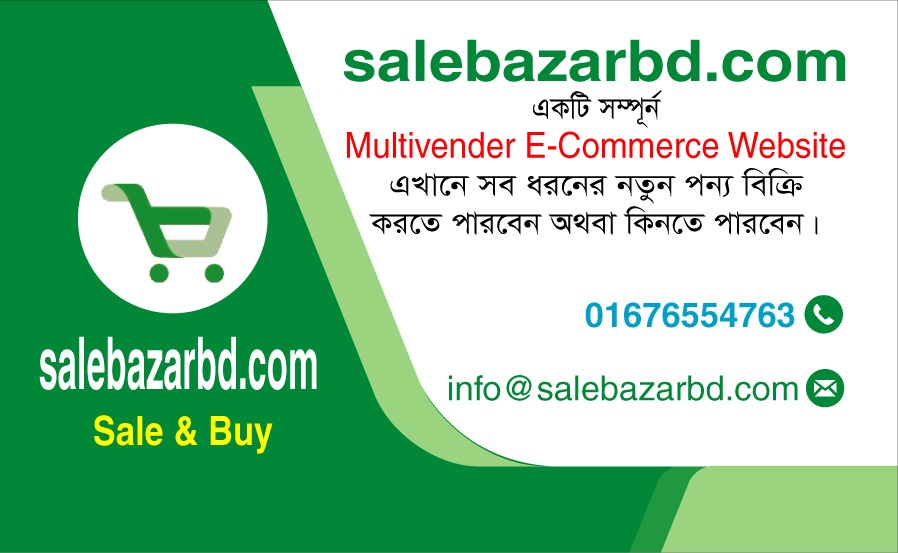 salebazarbd.com
Sale & Buy
salebazarbd.com
একটি সম্পূর্ন
Multivender E-Commerce Website
এখানে সব ধরনের নতুন পন্য বিক্রি
করতে পারবেন অথবা কিনতে পারবেন।
01676554763
info@salebazarbd.com